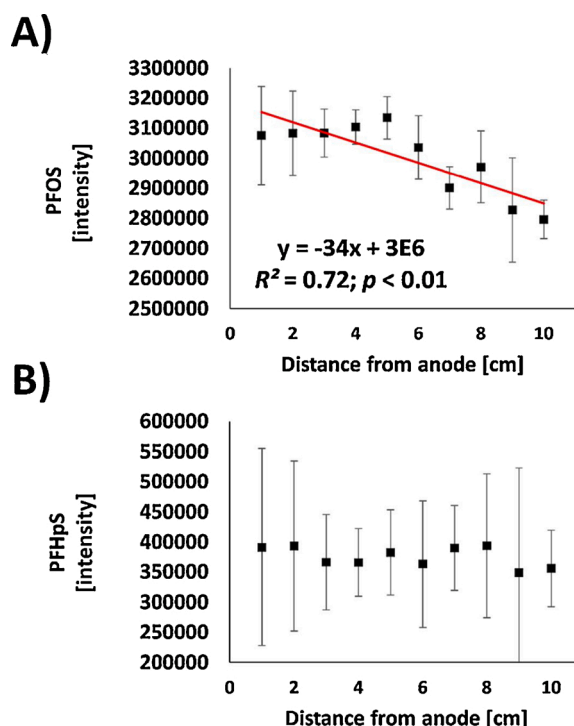 A)
PFOS
[intensity]
3300000
3200000
3100000
3000000
2900000
2800000
2700000
2600000
2500000
y = -34x + 3E6
R² = 0.72; p < 0.01
0 2 4 6 8 10
Distance from anode [cm]
B)
PFHpS
[intensity]
600000
550000
500000
450000
400000
350000
300000
250000
200000
0 2 4 6 8 10
Distance from anode [cm]